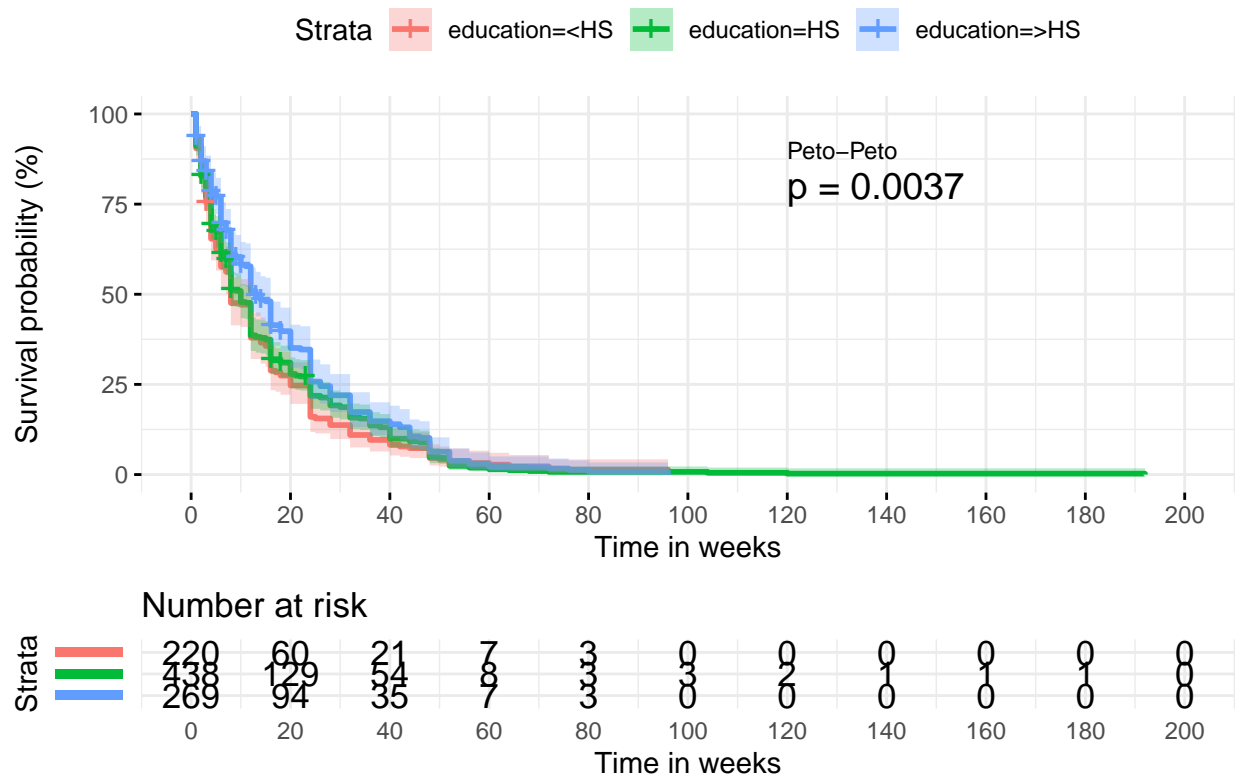 Strata education=<HS education=HS education=>HS
Survival probability (%)
100
75
50
25
0
Peto−Peto
p = 0.0037
0 20 40 60 80 100 120 140 160 180 200
Time in weeks
Number at risk
Strata
220 60 21 7 3 0 0 0 0 0 0
438 129 54 8 3 3 2 1 1 1 0
269 94 35 7 3 0 0 0 0 0 0
0 20 40 60 80 100 120 140 160 180 200
Time in weeks